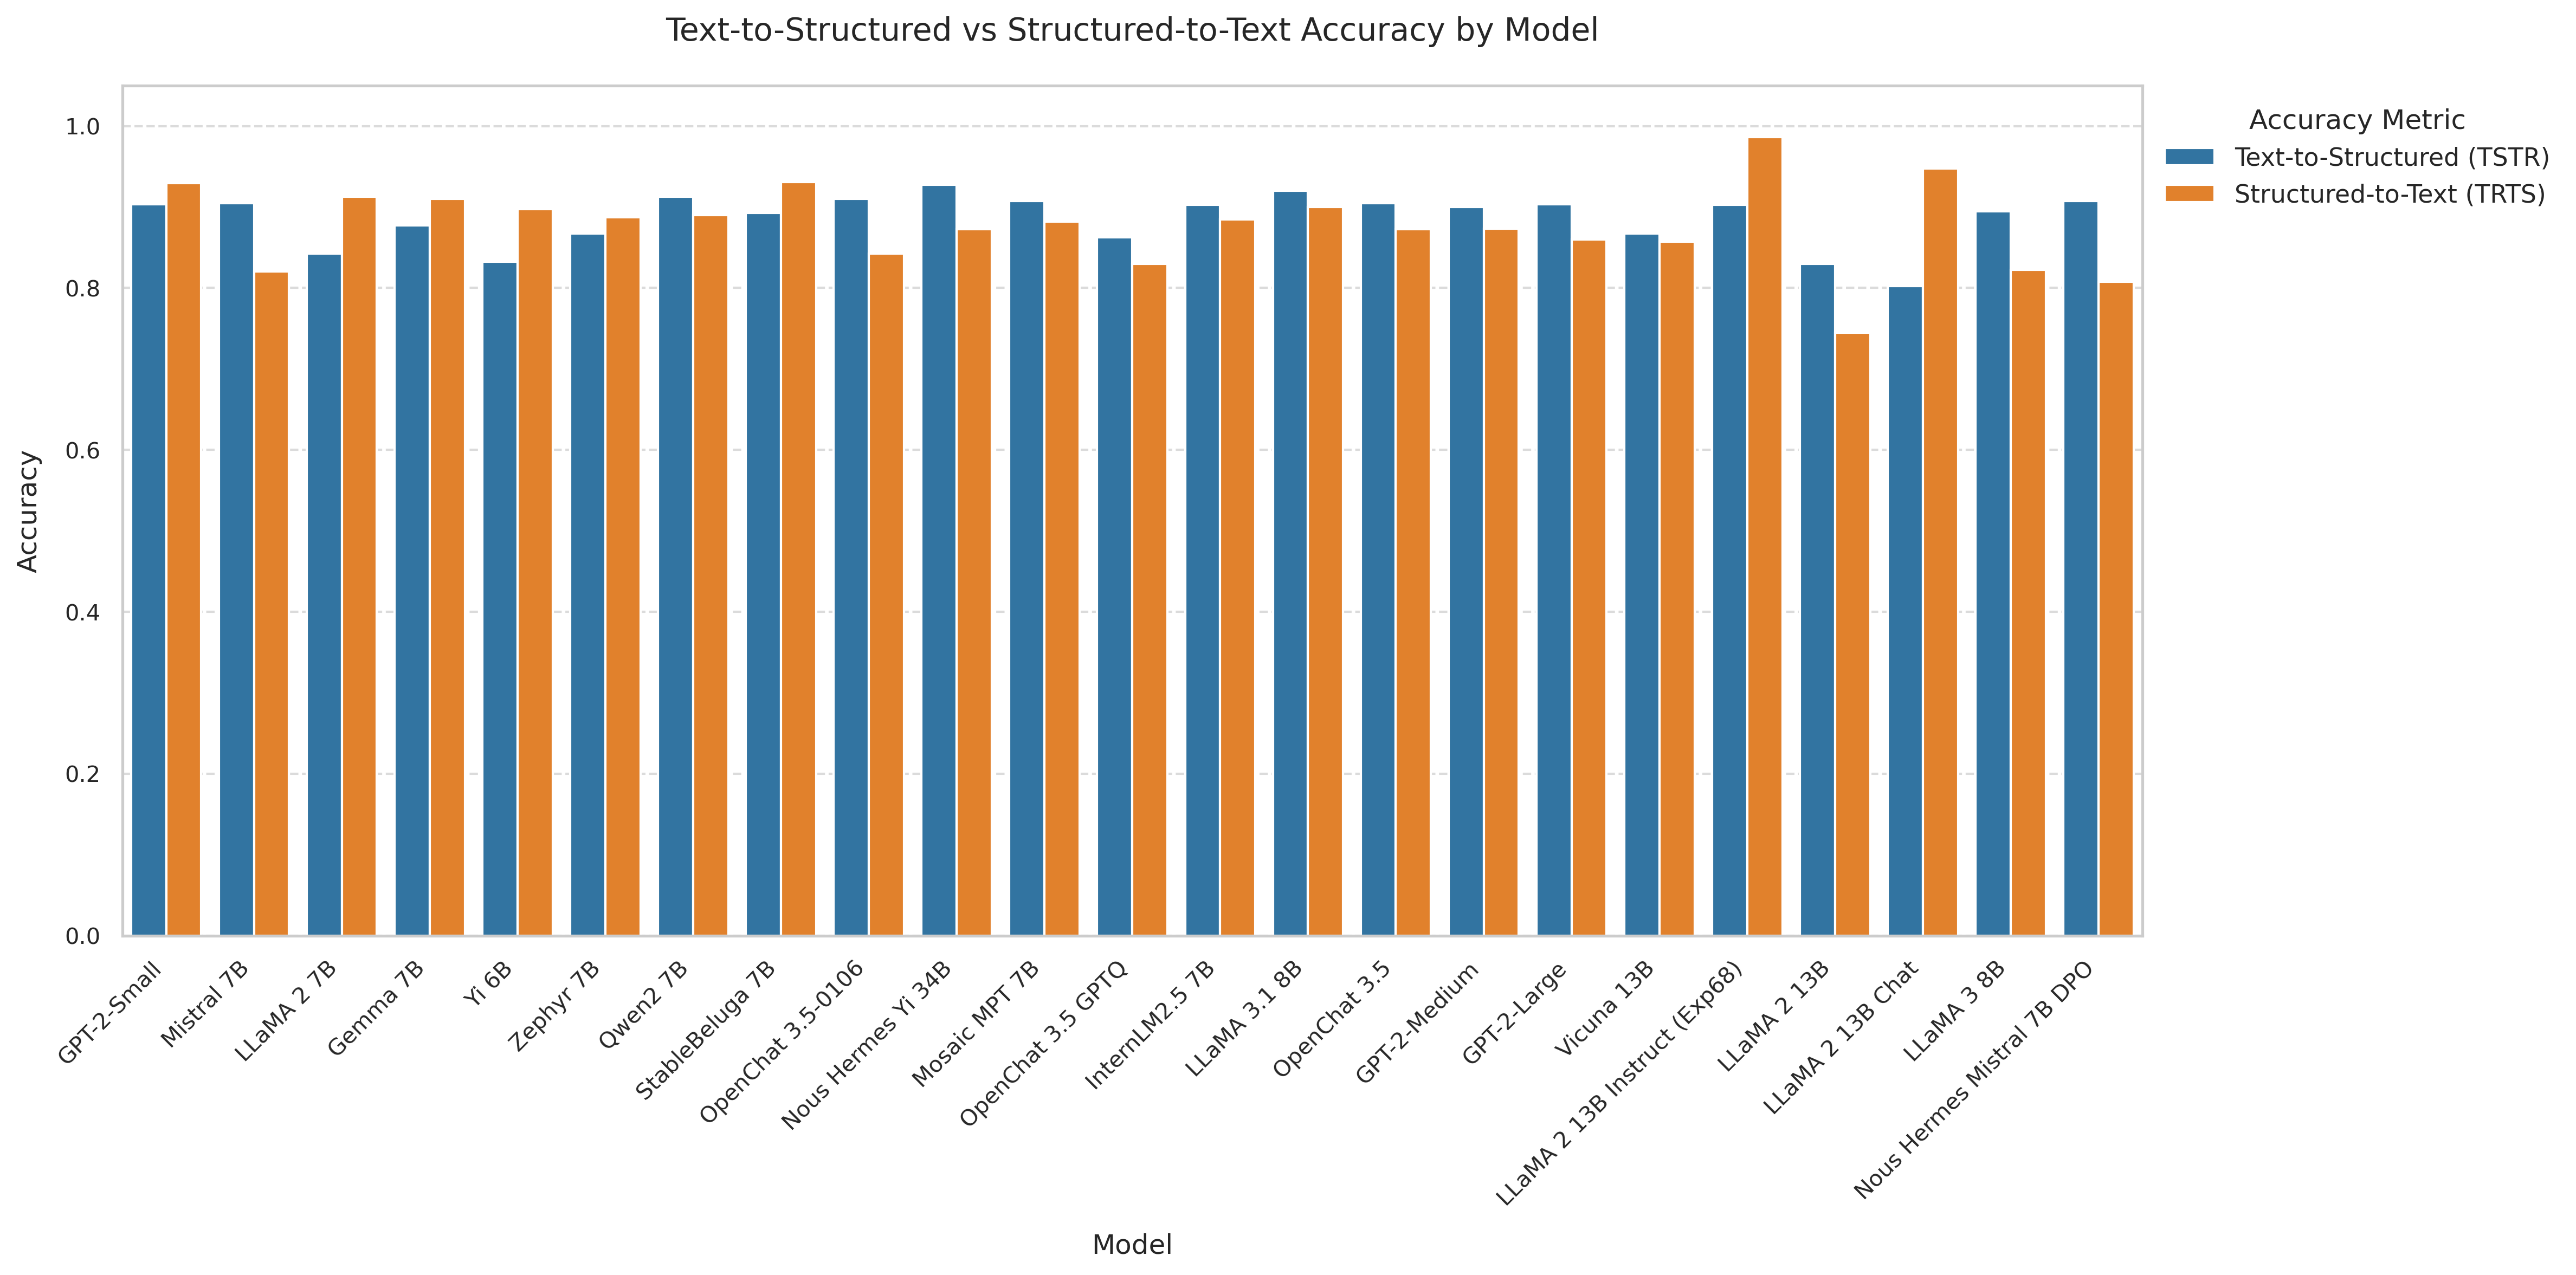 Text-to-Structured vs Structured-to-Text Accuracy by Model
Accuracy Metric
Text-to-Structured (TSTR)
Structured-to-Text (TRTS)
Accuracy
1.0
0.8
0.6
0.4
0.2
0.0
GPT-2-Small
Mistral 7B
LLaMA 2 7B
Gemma 7B
Yi 6B
Zephyr 7B
Qwen2 7B
StableBeluga 7B
OpenChat 3.5-0106
Nous Hermes Yi 34B
Mosaic MPT 7B
OpenChat 3.5 GPTQ
InternLM2.5 7B
LLaMA 3.1 8B
OpenChat 3.5
GPT-2-Medium
GPT-2-Large
Vicuna 13B
LLaMA 2 13B Instruct (Exp68)
LLaMA 2 13B
LLaMA 2 13B Chat
LLaMA 3 8B
Nous Hermes Mistral 7B DPO
Model